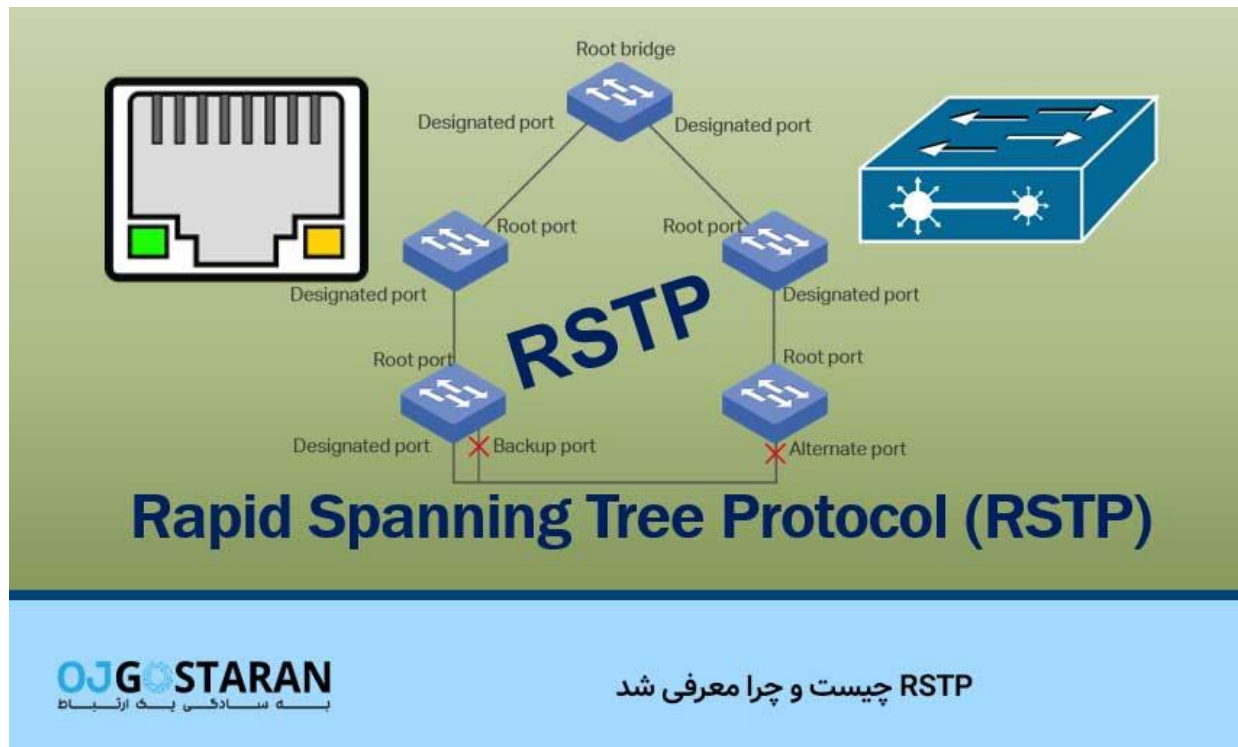 Root bridge
Designated port
Designated port
Root port
Root port
Designated port
Designated port
RSTP
Root port
Root port
Designated port
Backup port
Alternate port
Rapid Spanning Tree Protocol (RSTP)
OJGOSTARAN
به سادگی یک ارتباط
RSTP چیست و چرا معرفی شد